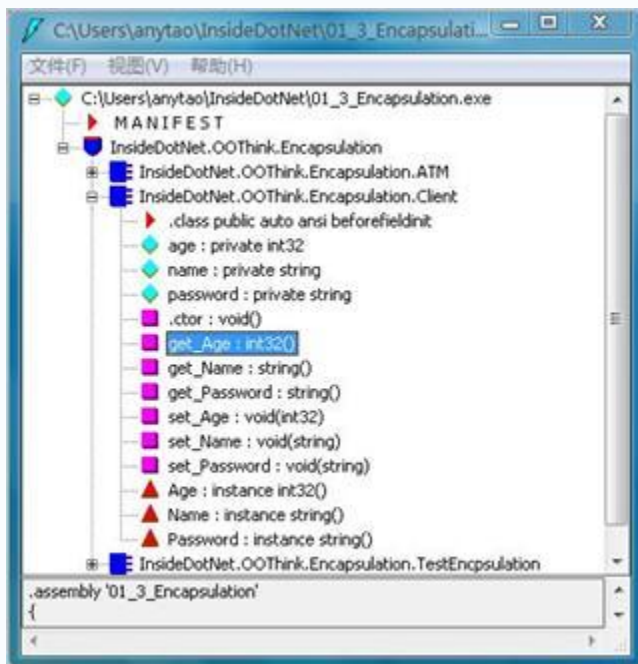 C:\Users\anytao\InsideDotNet\01_3_Encapsulati...
文件(F) 视图(V) 帮助(H)
C:\Users\anytao\InsideDotNet\01_3_Encapsulation.exe
MANIFEST
InsideDotNet.OOThink.Encapsulation
InsideDotNet.OOThink.Encapsulation.ATM
InsideDotNet.OOThink.Encapsulation.Client
.class public auto ansi beforefieldinit
age : private int32
name : private string
password : private string
.ctor : void()
get_Age : int32()
get_Name : string()
get_Password : string()
set_Age : void(int32)
set_Name : void(string)
set_Password : void(string)
Age : instance int32()
Name : instance string()
Password : instance string()
InsideDotNet.OOThink.Encapsulation.TestEncpsulation
.assembly '01_3_Encapsulation'
{